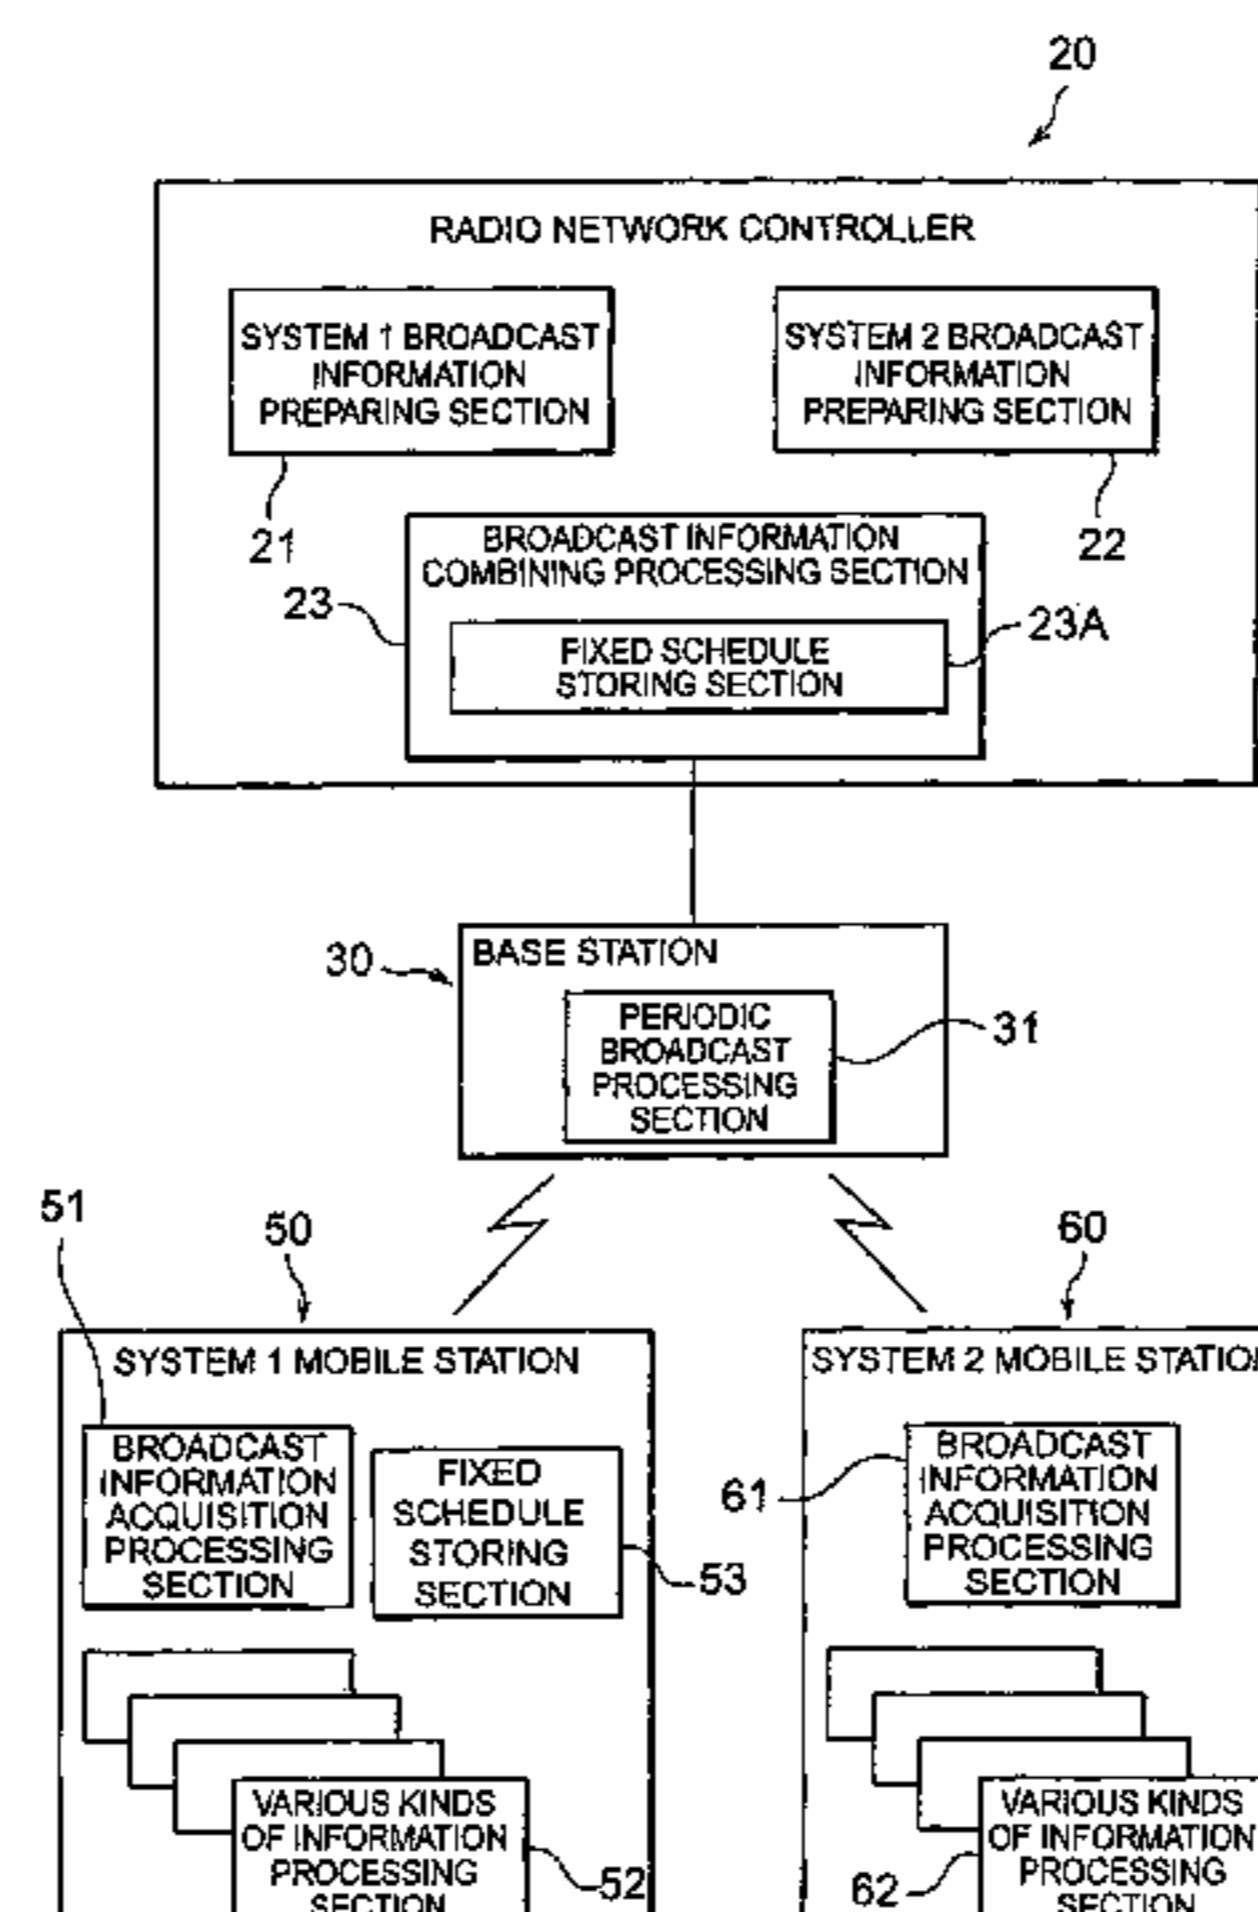 20
RADIO NETWORK CONTROLLER
SYSTEM 1 BROADCAST
INFORMATION
PREPARING SECTION
SYSTEM 2 BROADCAST
INFORMATION
PREPARING SECTION
21
22
BROADCAST INFORMATION
COMBINING PROCESSING SECTION
23
23A
FIXED SCHEDULE
STORING SECTION
30
BASE STATION
PERIODIC
BROADCAST
PROCESSING
SECTION
31
51
50
60
SYSTEM 1 MOBILE STATION
BROADCAST
INFORMATION
ACQUISITION
PROCESSING
SECTION
FIXED
SCHEDULE
STORING
SECTION
53
VARIOUS KINDS
OF INFORMATION
PROCESSING
SECTION
52
SYSTEM 2 MOBILE STATION
61
BROADCAST
INFORMATION
ACQUISITION
PROCESSING
SECTION
VARIOUS KINDS
OF INFORMATION
PROCESSING
SECTION
62